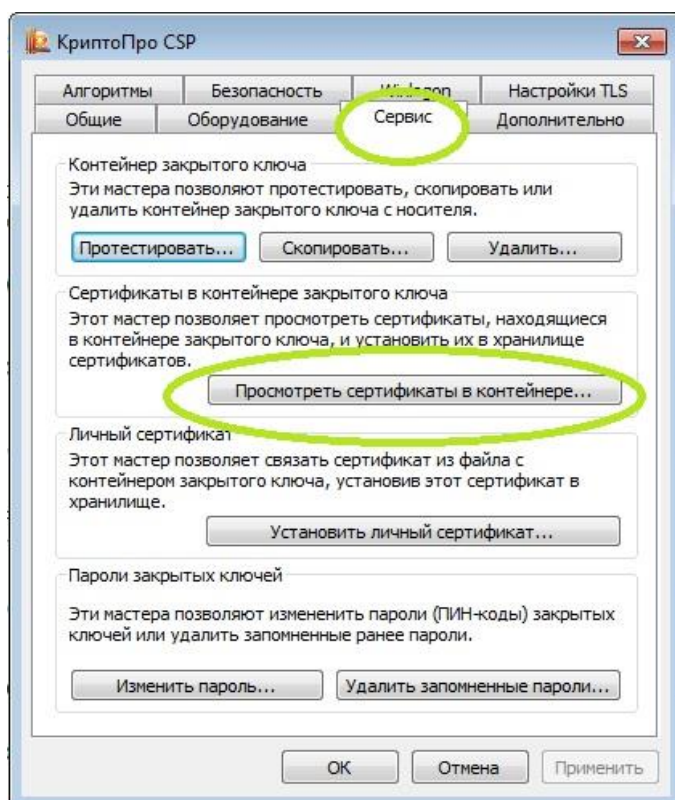 КриптоПро CSP
Алгоритмы Безопасность Winlogon Настройки TLS
Общие Оборудование Сервис Дополнительно
Контейнер закрытого ключа
Эти мастера позволяют протестировать, скопировать или
удалить контейнер закрытого ключа с носителя.
Протестировать... Скопировать... Удалить...
Сертификаты в контейнере закрытого ключа
Этот мастер позволяет просмотреть сертификаты, находящиеся
в контейнере закрытого ключа, и установить их в хранилище
сертификатов.
Просмотреть сертификаты в контейнере...
Личный сертификат
Этот мастер позволяет связать сертификат из файла с
контейнером закрытого ключа, установив этот сертификат в
хранилище.
Установить личный сертификат...
Пароли закрытых ключей
Эти мастера позволяют измененить пароли (ПИН-коды) закрытых
ключей или удалить запомненные ранее пароли.
Изменить пароль... Удалить запомненные пароли...
ОК Отмена Применить